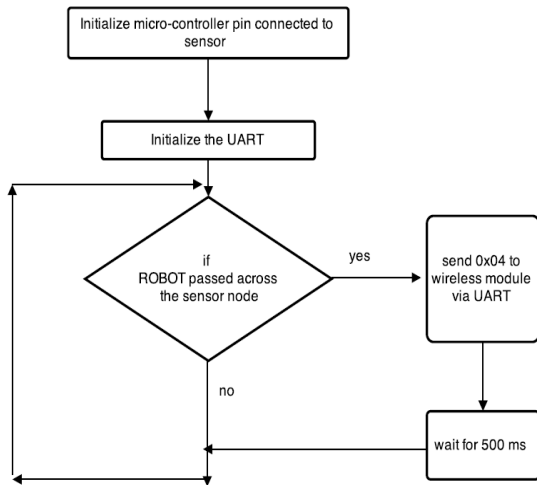 Initialize micro-controller pin connected to
sensor
Initialize the UART
if
ROBOT passed across
the sensor node
yes
send 0x04 to
wireless module
via UART
no
wait for 500 ms